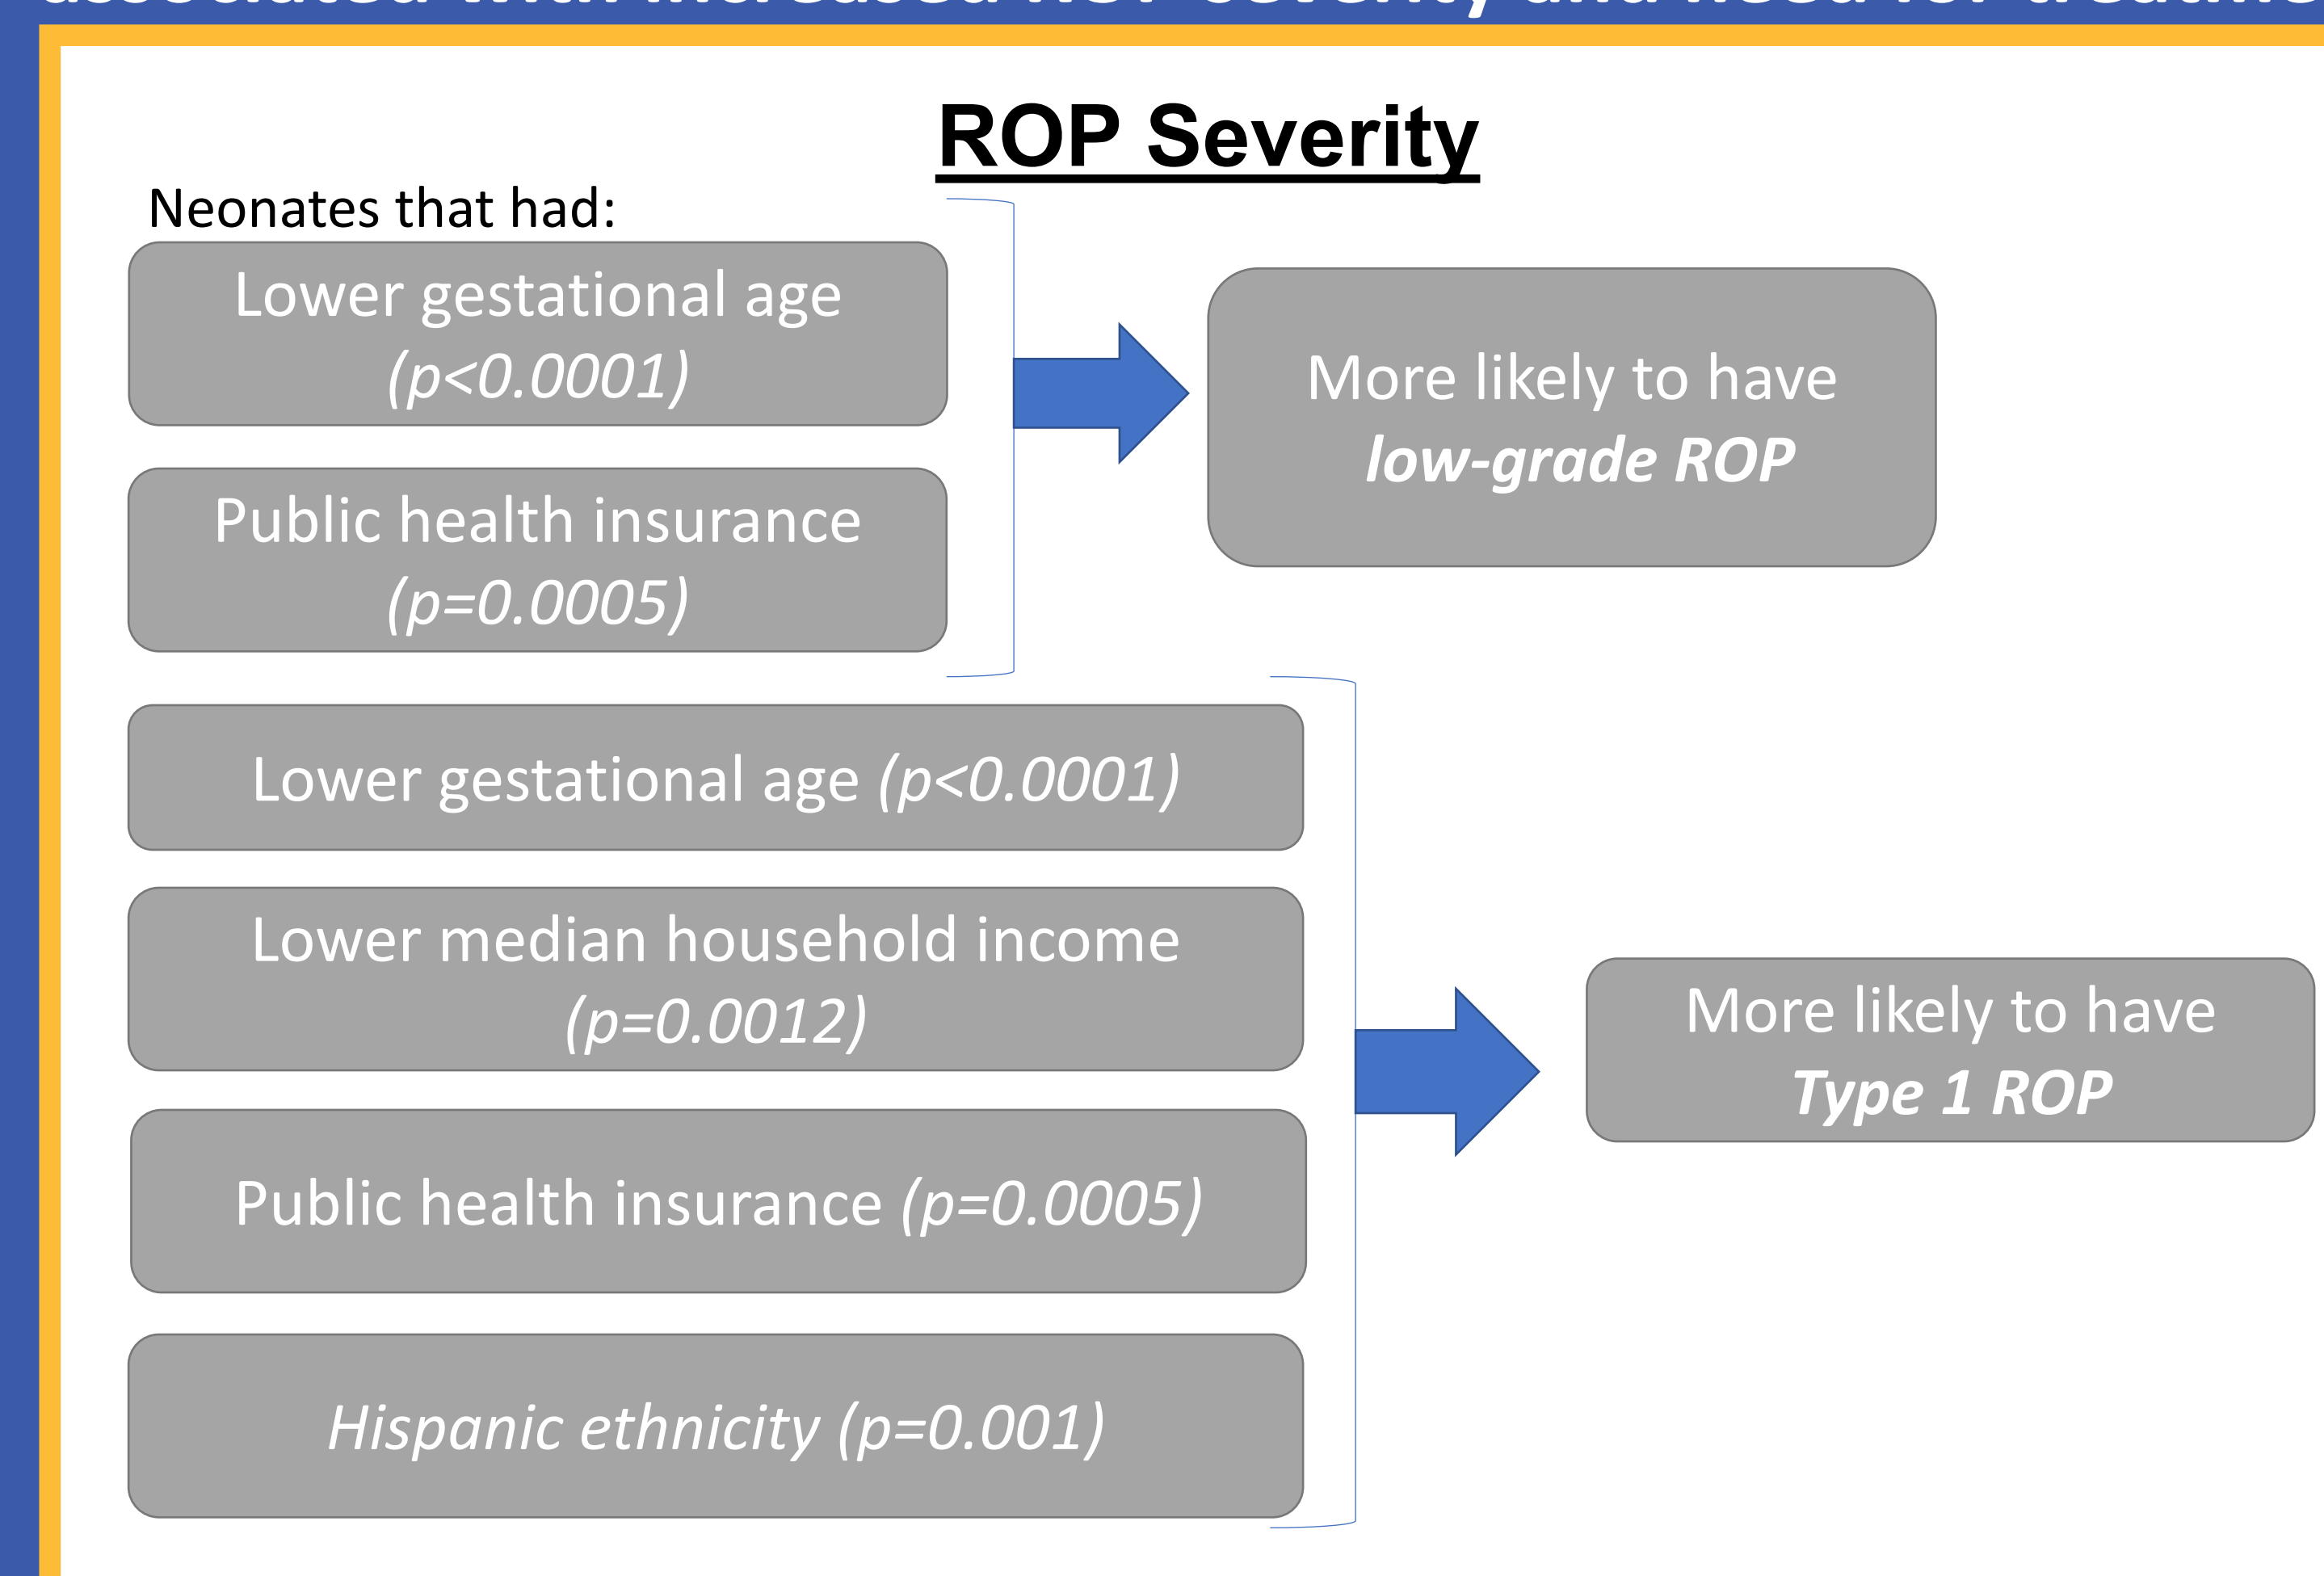 ROP Severity
Neonates that had:
Lower gestational age
(p<0.0001)
More likely to have
low-grade ROP
Public health insurance
(p=0.0005)
Lower gestational age (p<0.0001)
Lower median household income
(p=0.0012)
More likely to have
Type 1 ROP
Public health insurance (p=0.0005)
Hispanic ethnicity (p=0.001)